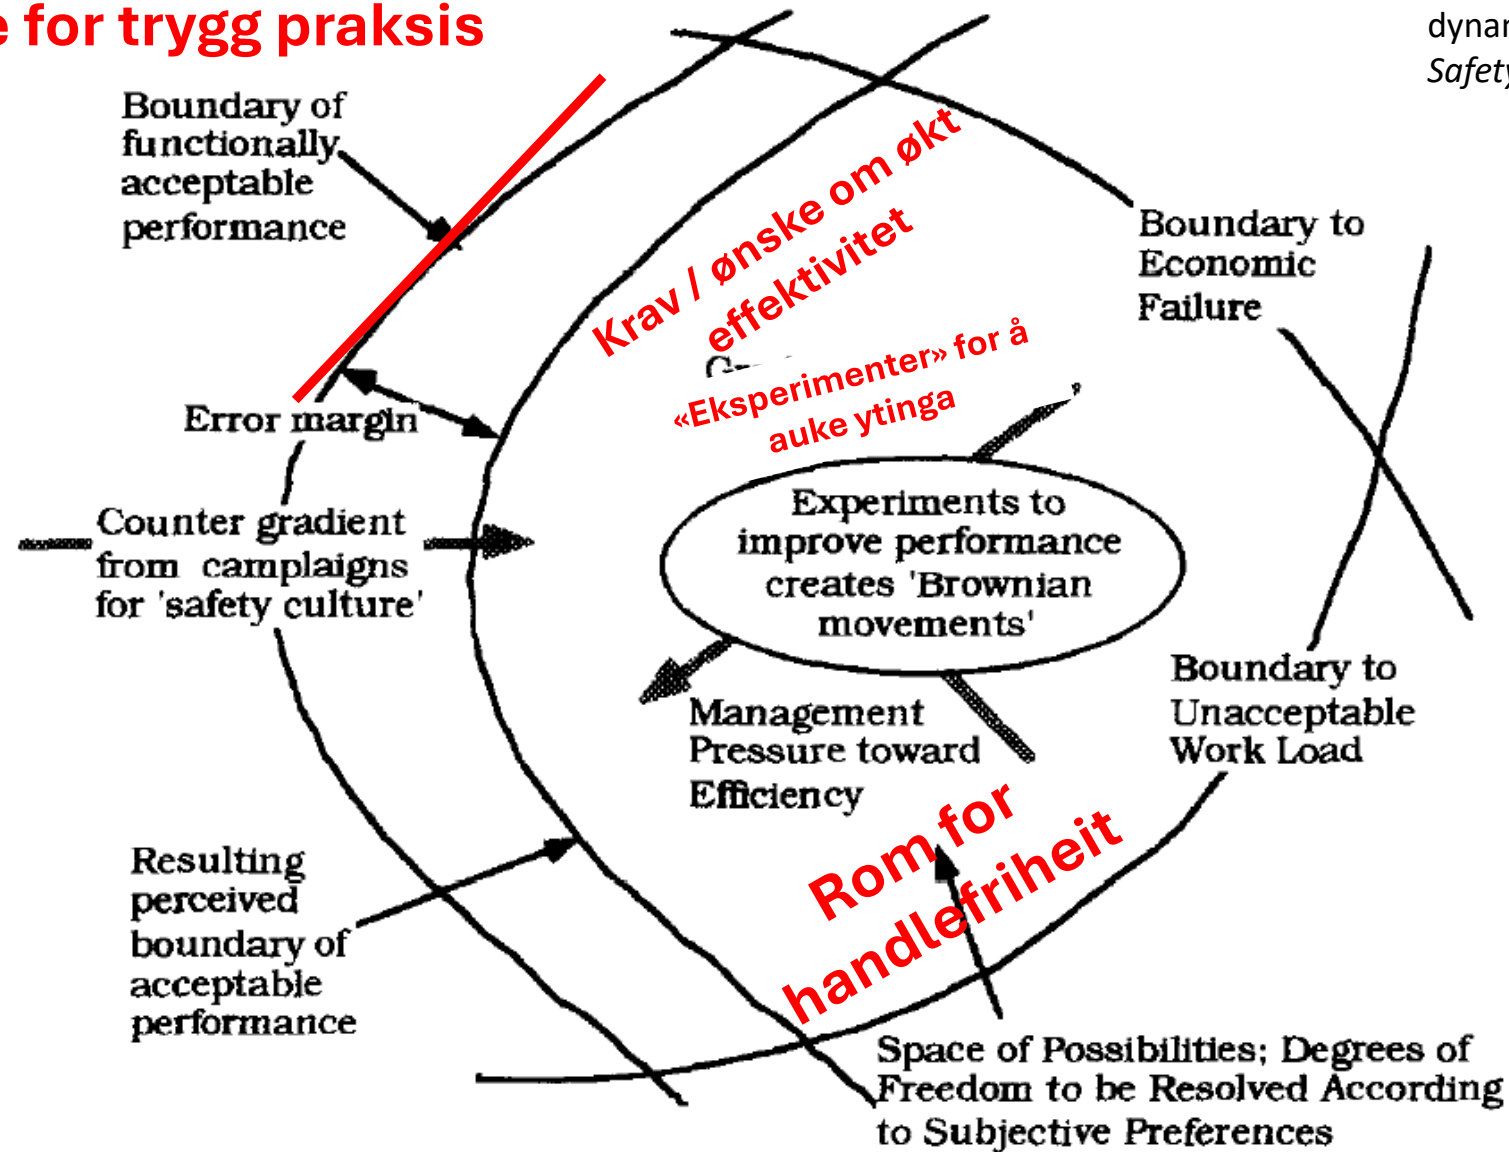 e for trygg praksis
dynar
Safety
Boundary of
functionally
acceptable
performance
Krav / ønske om økt
effektivitet
Boundary to
Economic
Failure
«Eksperimenter» for å
auke ytinga
Error margin
Experiments to
improve performance
creates 'Brownian
movements'
Counter gradient
from camplaigns
for 'safety culture'
Boundary to
Unacceptable
Work Load
Management
Pressure toward
Efficiency
Rom for
handlefriheit
Resulting
perceived
boundary of
acceptable
performance
Space of Possibilities; Degrees of
Freedom to be Resolved According
to Subjective Preferences